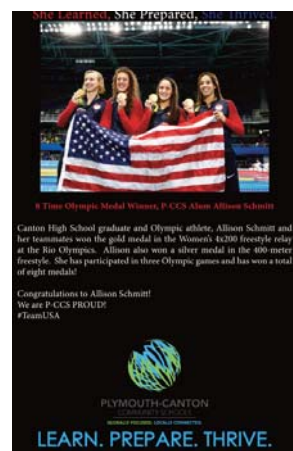 She Learned, She Prepared, She Thrived.
8 Time Olympic Medal Winner, P-CCS Alum Allison Schmitt
Canton High School graduate and Olympic athlete, Allison Schmitt and
her teammates won the gold medal in the Women's 4x200 freestyle relay
at the Rio Olympics. Allison also won a silver medal in the 400-meter
freestyle. She has participated in three Olympic games and has won a total
of eight medals!
Congratulations to Allison Schmitt!
We are P-CCS PROUD!
#TeamUSA
PLYMOUTH-CANTON
COMMUNITY SCHOOLS
GLOBALLY FOCUSED. LOCALLY CONNECTED.
LEARN. PREPARE. THRIVE.